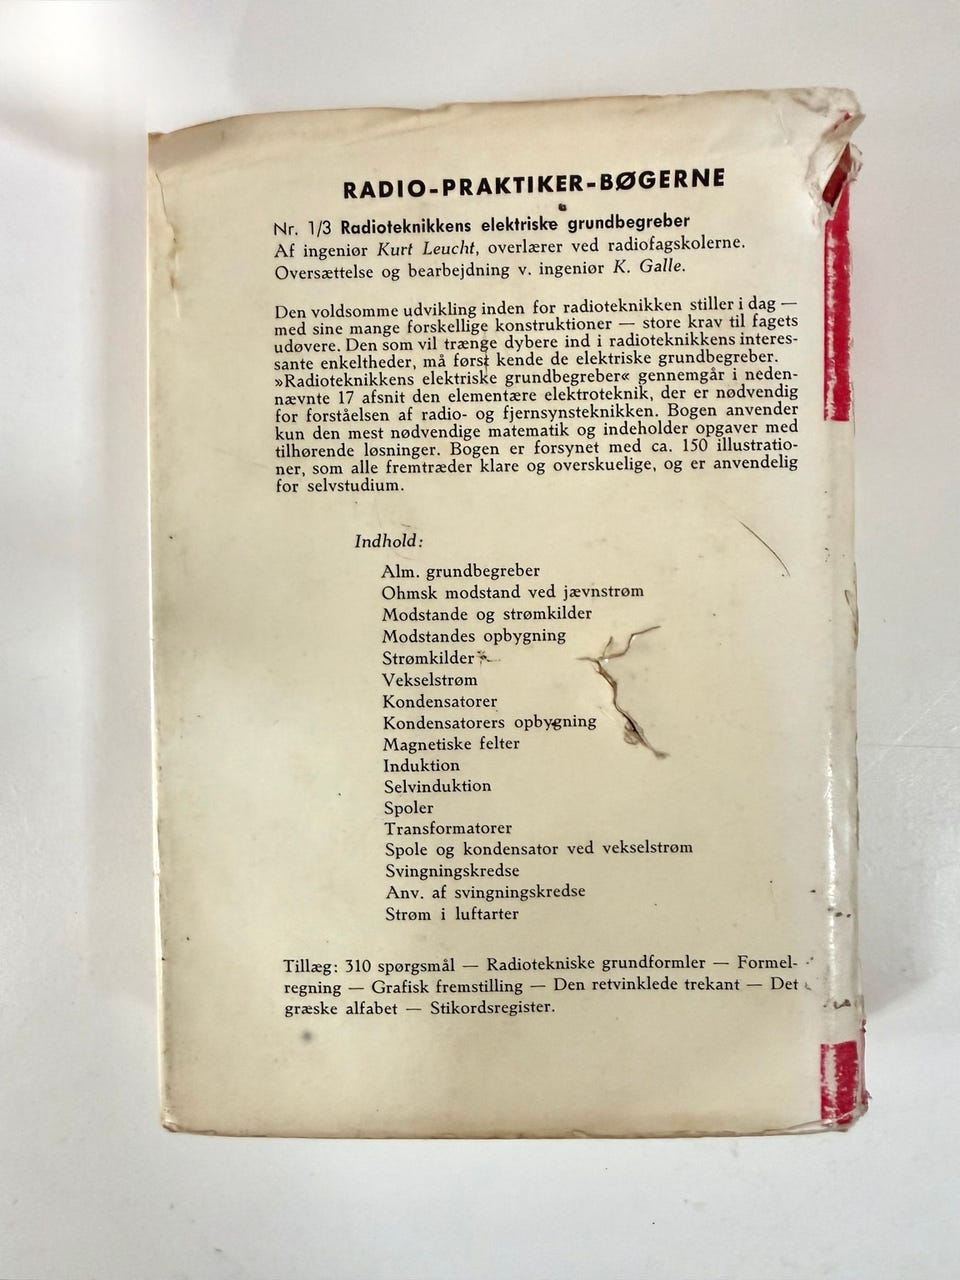 RADIO-PRAKTIKER-BØGERNE
Nr. 1/3 Radioteknikkens elektriske grundbegreber
Af ingeniør Kurt Leucht, overlærer ved radiofagskolerne.
Oversættelse og bearbejdning v. ingeniør K. Galle.
Den voldsomme udvikling inden for radioteknikken stiller i dag —
med sine mange forskellige konstruktioner — store krav til fagets
udøvere. Den som vil trænge dybere ind i radioteknikkens interes-
sante enkeltheder, må først kende de elektriske grundbegreber.
»Radioteknikkens elektriske grundbegreber« gennemgår i neden-
nævnte 17 afsnit den elementære elektroteknik, der er nødvendig
for forståelsen af radio- og fjernsynsteknikken. Bogen anvender
kun den mest nødvendige matematik og indeholder opgaver med
tilhørende løsninger. Bogen er forsynet med ca. 150 illustratio-
ner, som alle fremtræder klare og overskuelige, og er anvendelig
for selvstudium.
Indhold:
Alm. grundbegreber
Ohmsk modstand ved jævnstrøm
Modstande og strømkilder
Modstandes opbygning
Strømkilder
Vekselstrøm
Kondensatorer
Kondensatorers opbygning
Magnetiske felter
Induktion
Selvinduktion
Spoler
Transformatorer
Spole og kondensator ved vekselstrøm
Svingningskredse
Anv. af svingningskredse
Strøm i luftarter
Tillæg: 310 spørgsmål — Radiotekniske grundformler — Formel-
regning — Grafisk fremstilling — Den retvinklede trekant — Det
græske alfabet — Stikordsregister.